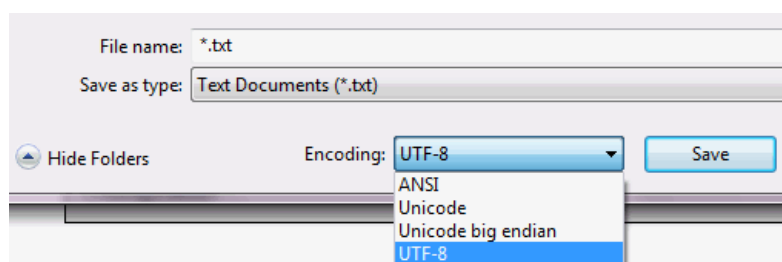 File name: *.txt
Save as type: Text Documents (*.txt)
Hide Folders Encoding: UTF-8 Save
ANSI
Unicode
Unicode big endian
UTF-8